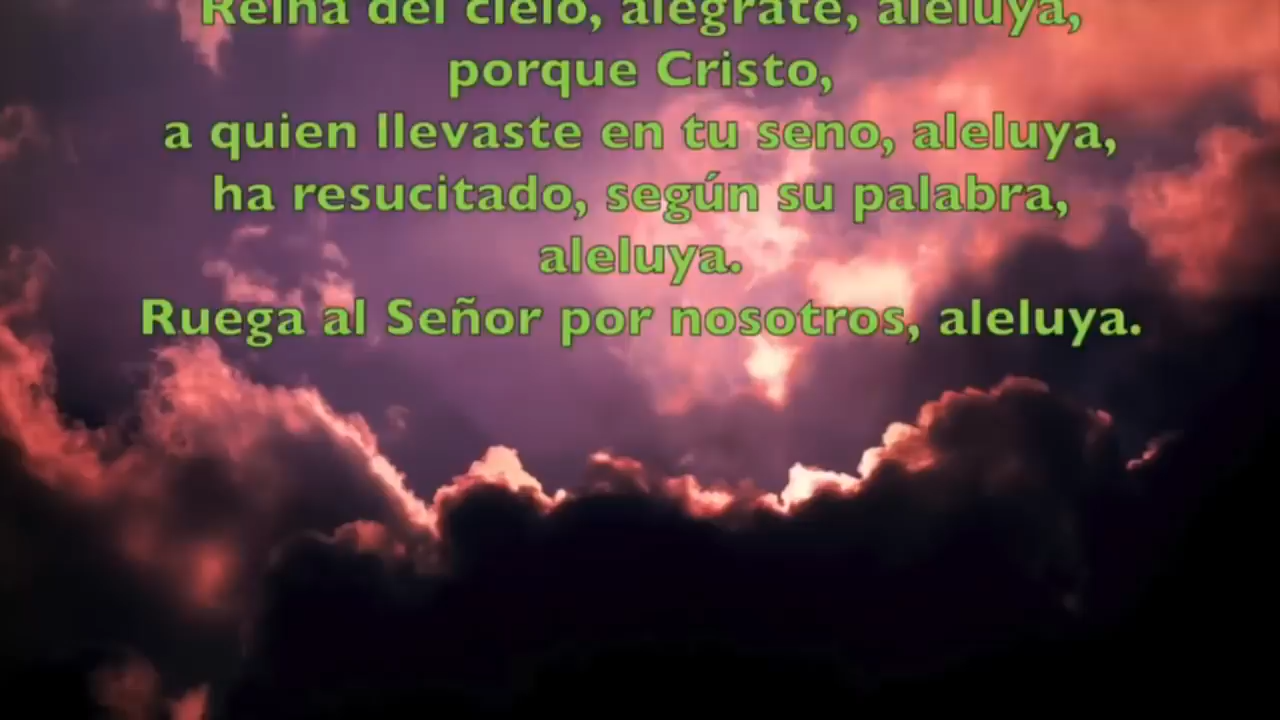 Reina del cielo, alégrate, aleluya,
porque Cristo,
a quien llevaste en tu seno, aleluya,
ha resucitado, según su palabra,
aleluya.
Ruega al Señor por nosotros, aleluya.